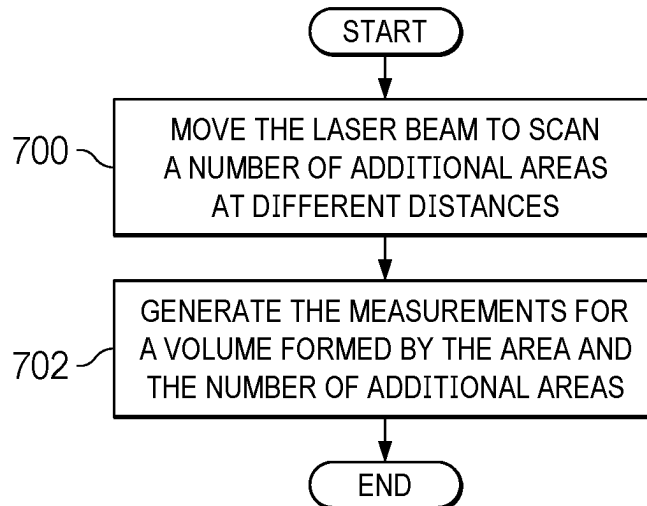 START
700
MOVE THE LASER BEAM TO SCAN
A NUMBER OF ADDITIONAL AREAS
AT DIFFERENT DISTANCES
702
GENERATE THE MEASUREMENTS FOR
A VOLUME FORMED BY THE AREA AND
THE NUMBER OF ADDITIONAL AREAS
END